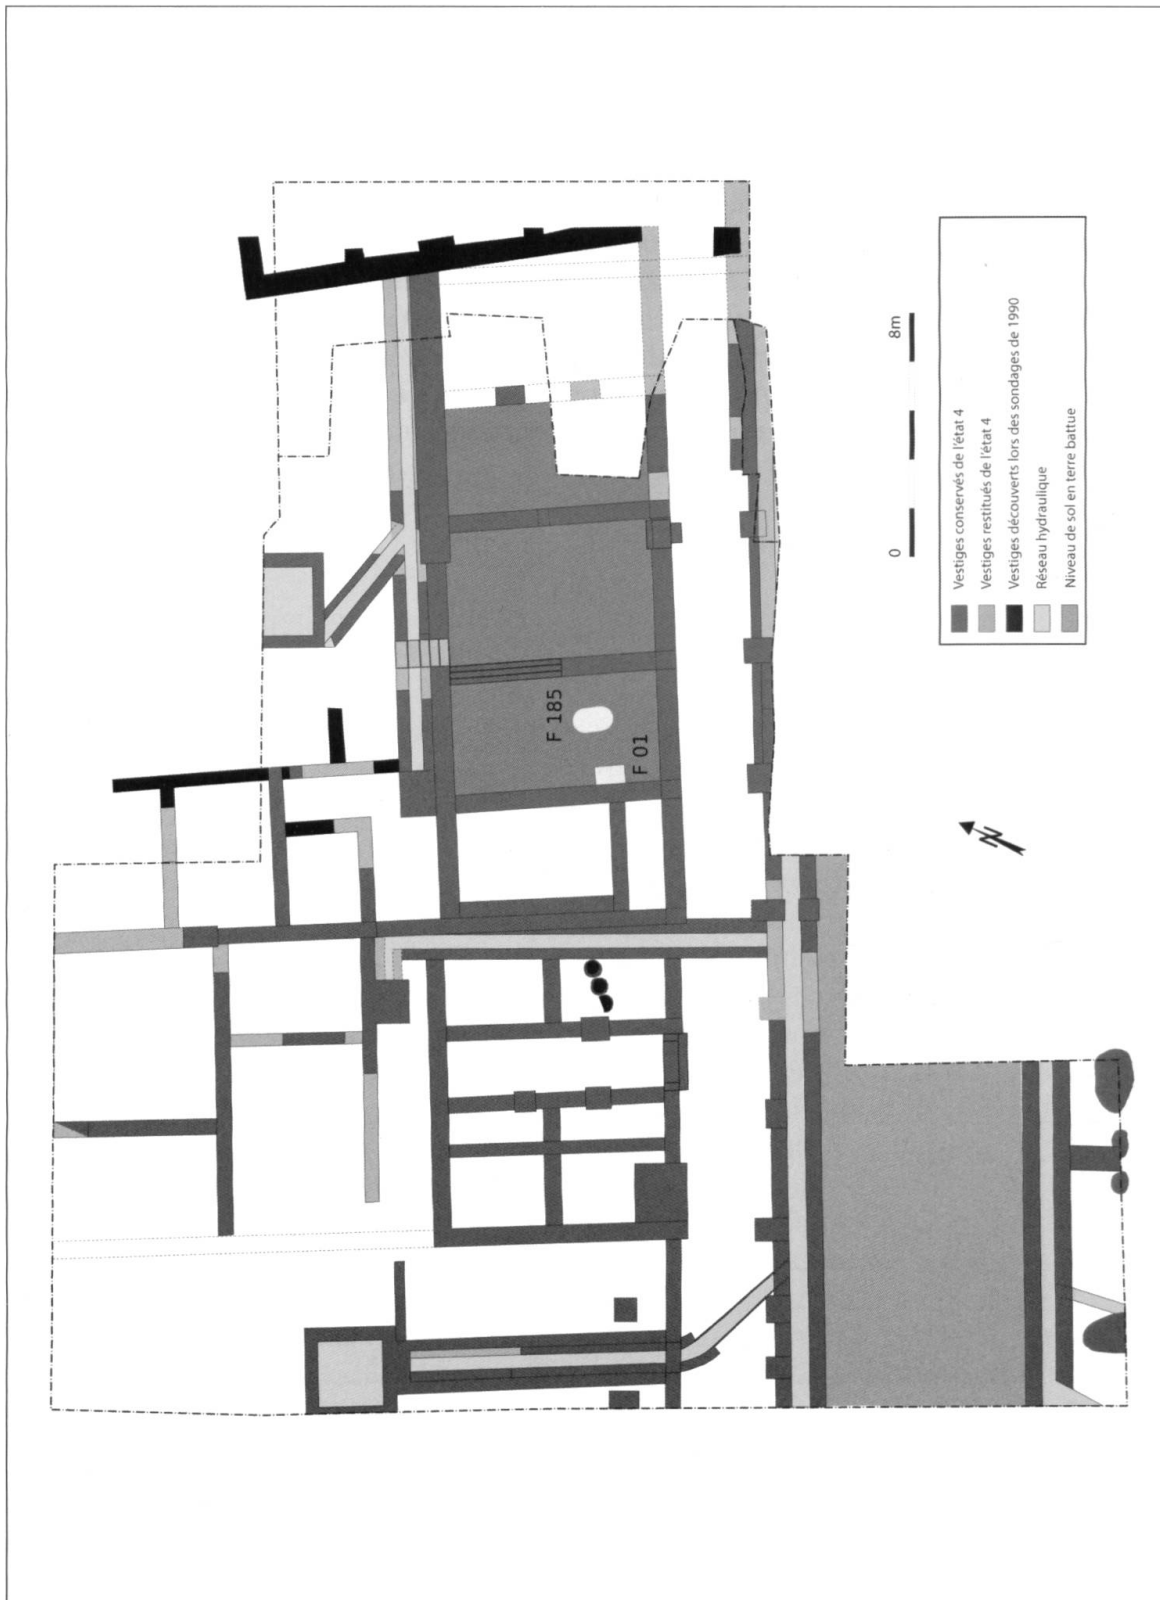 F 185
F 01
0
8m
N
Vestiges conservés de l'état 4
Vestiges restitués de l'état 4
Vestiges découverts lors des sondages de 1990
Réseau hydraulique
Niveau de sol en terre battue